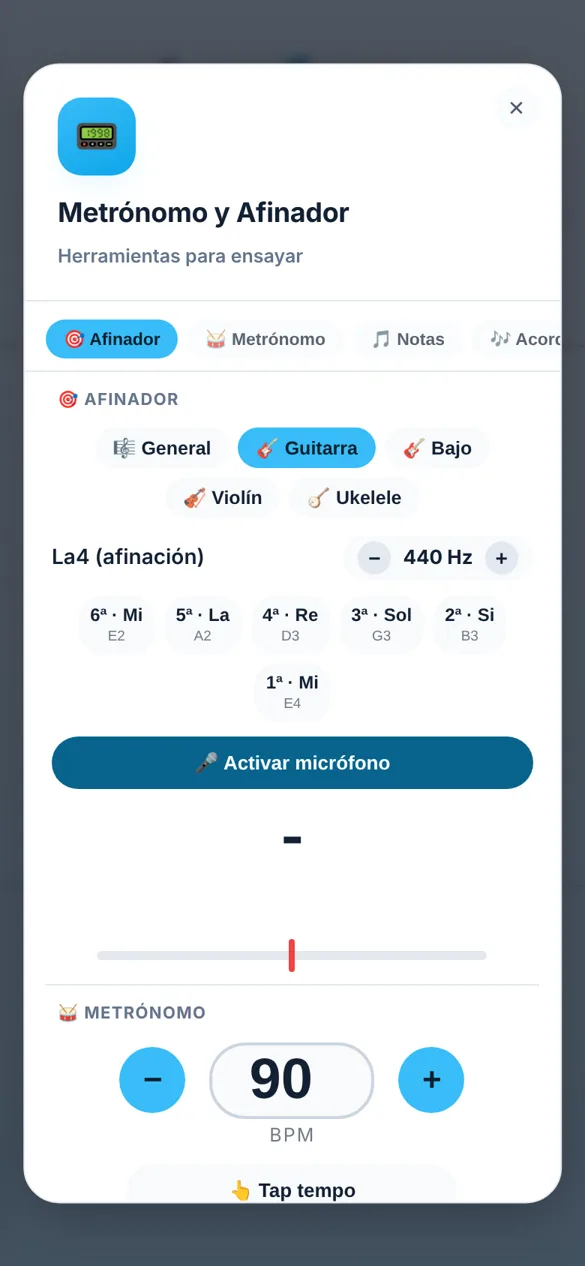 Metrónomo y Afinador
Herramientas para ensayar
🎯 Afinador 🥁 Metrónomo 🎵 Notas 🎶 Acord
🎯 AFINADOR
🎼 General 🎸 Guitarra 🎸 Bajo
🎻 Violín 🪕 Ukelele
La4 (afinación) − 440 Hz +
6ª · Mi 5ª · La 4ª · Re 3ª · Sol 2ª · Si
E2 A2 D3 G3 B3
1ª · Mi
E4
🎤 Activar micrófono
-
🥁 METRÓNOMO
− 90 +
BPM
👆 Tap tempo